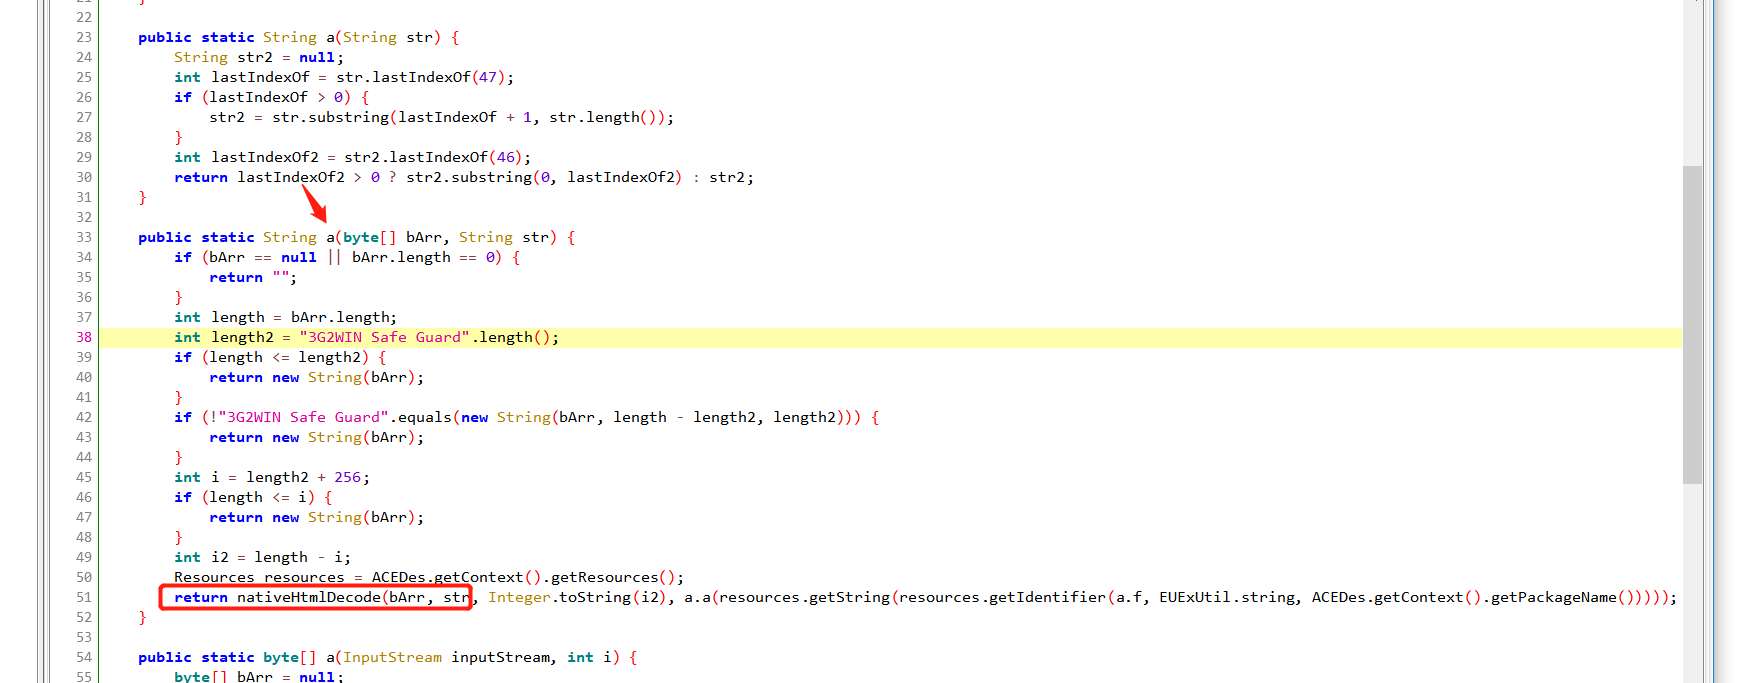 21 }
22
23 public static String a(String str) {
24 String str2 = null;
25 int lastIndexOf = str.lastIndexOf(47);
26 if (lastIndexOf > 0) {
27 str2 = str.substring(lastIndexOf + 1, str.length());
28 }
29 int lastIndexOf2 = str2.lastIndexOf(46);
30 return lastIndexOf2 > 0 ? str2.substring(0, lastIndexOf2) : str2;
31 }
32
33 public static String a(byte[] bArr, String str) {
34 if (bArr == null || bArr.length == 0) {
35 return "";
36 }
37 int length = bArr.length;
38 int length2 = "3G2WIN Safe Guard".length();
39 if (length <= length2) {
40 return new String(bArr);
41 }
42 if (!"3G2WIN Safe Guard".equals(new String(bArr, length - length2, length2))) {
43 return new String(bArr);
44 }
45 int i = length2 + 256;
46 if (length <= i) {
47 return new String(bArr);
48 }
49 int i2 = length - i;
50 Resources resources = ACEDes.getContext().getResources();
51 return nativeHtmlDecode(bArr, str, Integer.toString(i2), a.a(resources.getString(resources.getIdentifier(a.f, EUExUtil.string, ACEDes.getContext().getPackageName()))));
52 }
53
54 public static byte[] a(InputStream inputStream, int i) {
55 byte[] bArr = null;